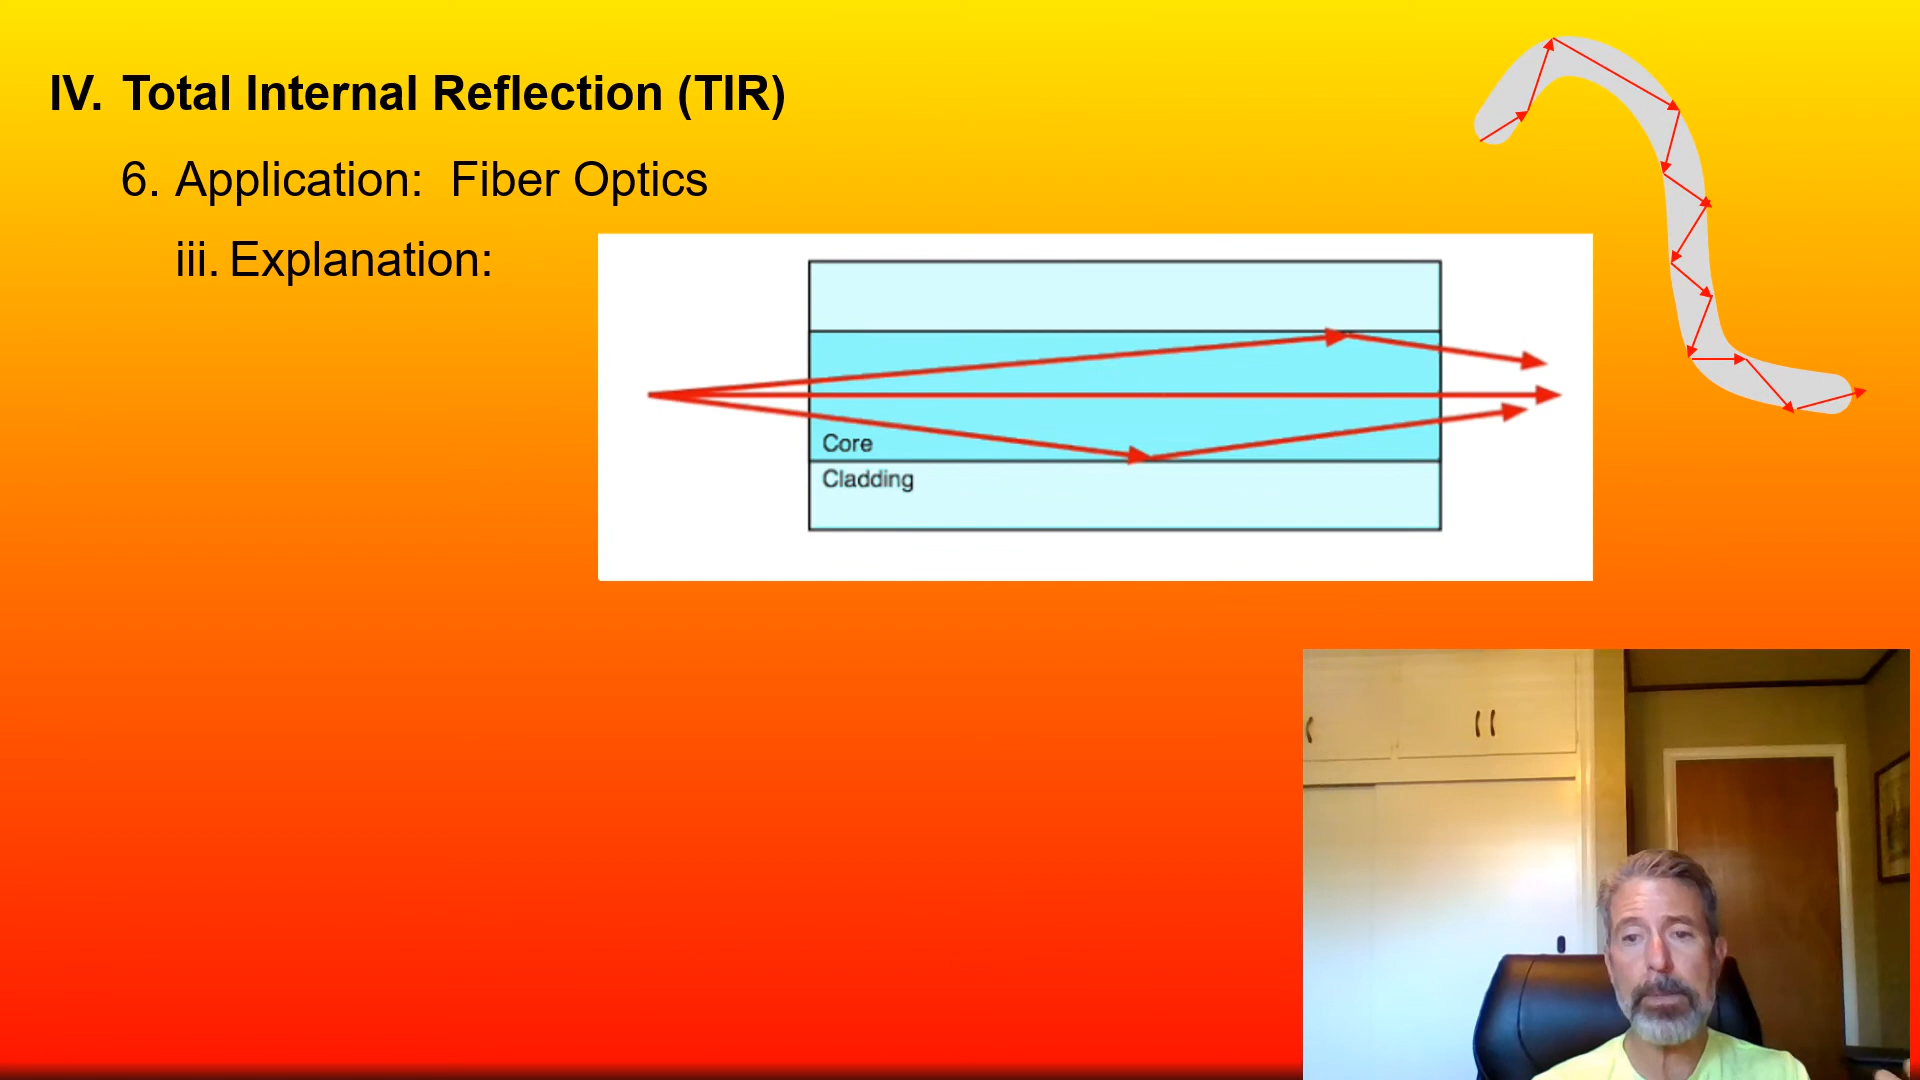 IV. Total Internal Reflection (TIR)
6. Application: Fiber Optics
iii. Explanation:
Core
Cladding